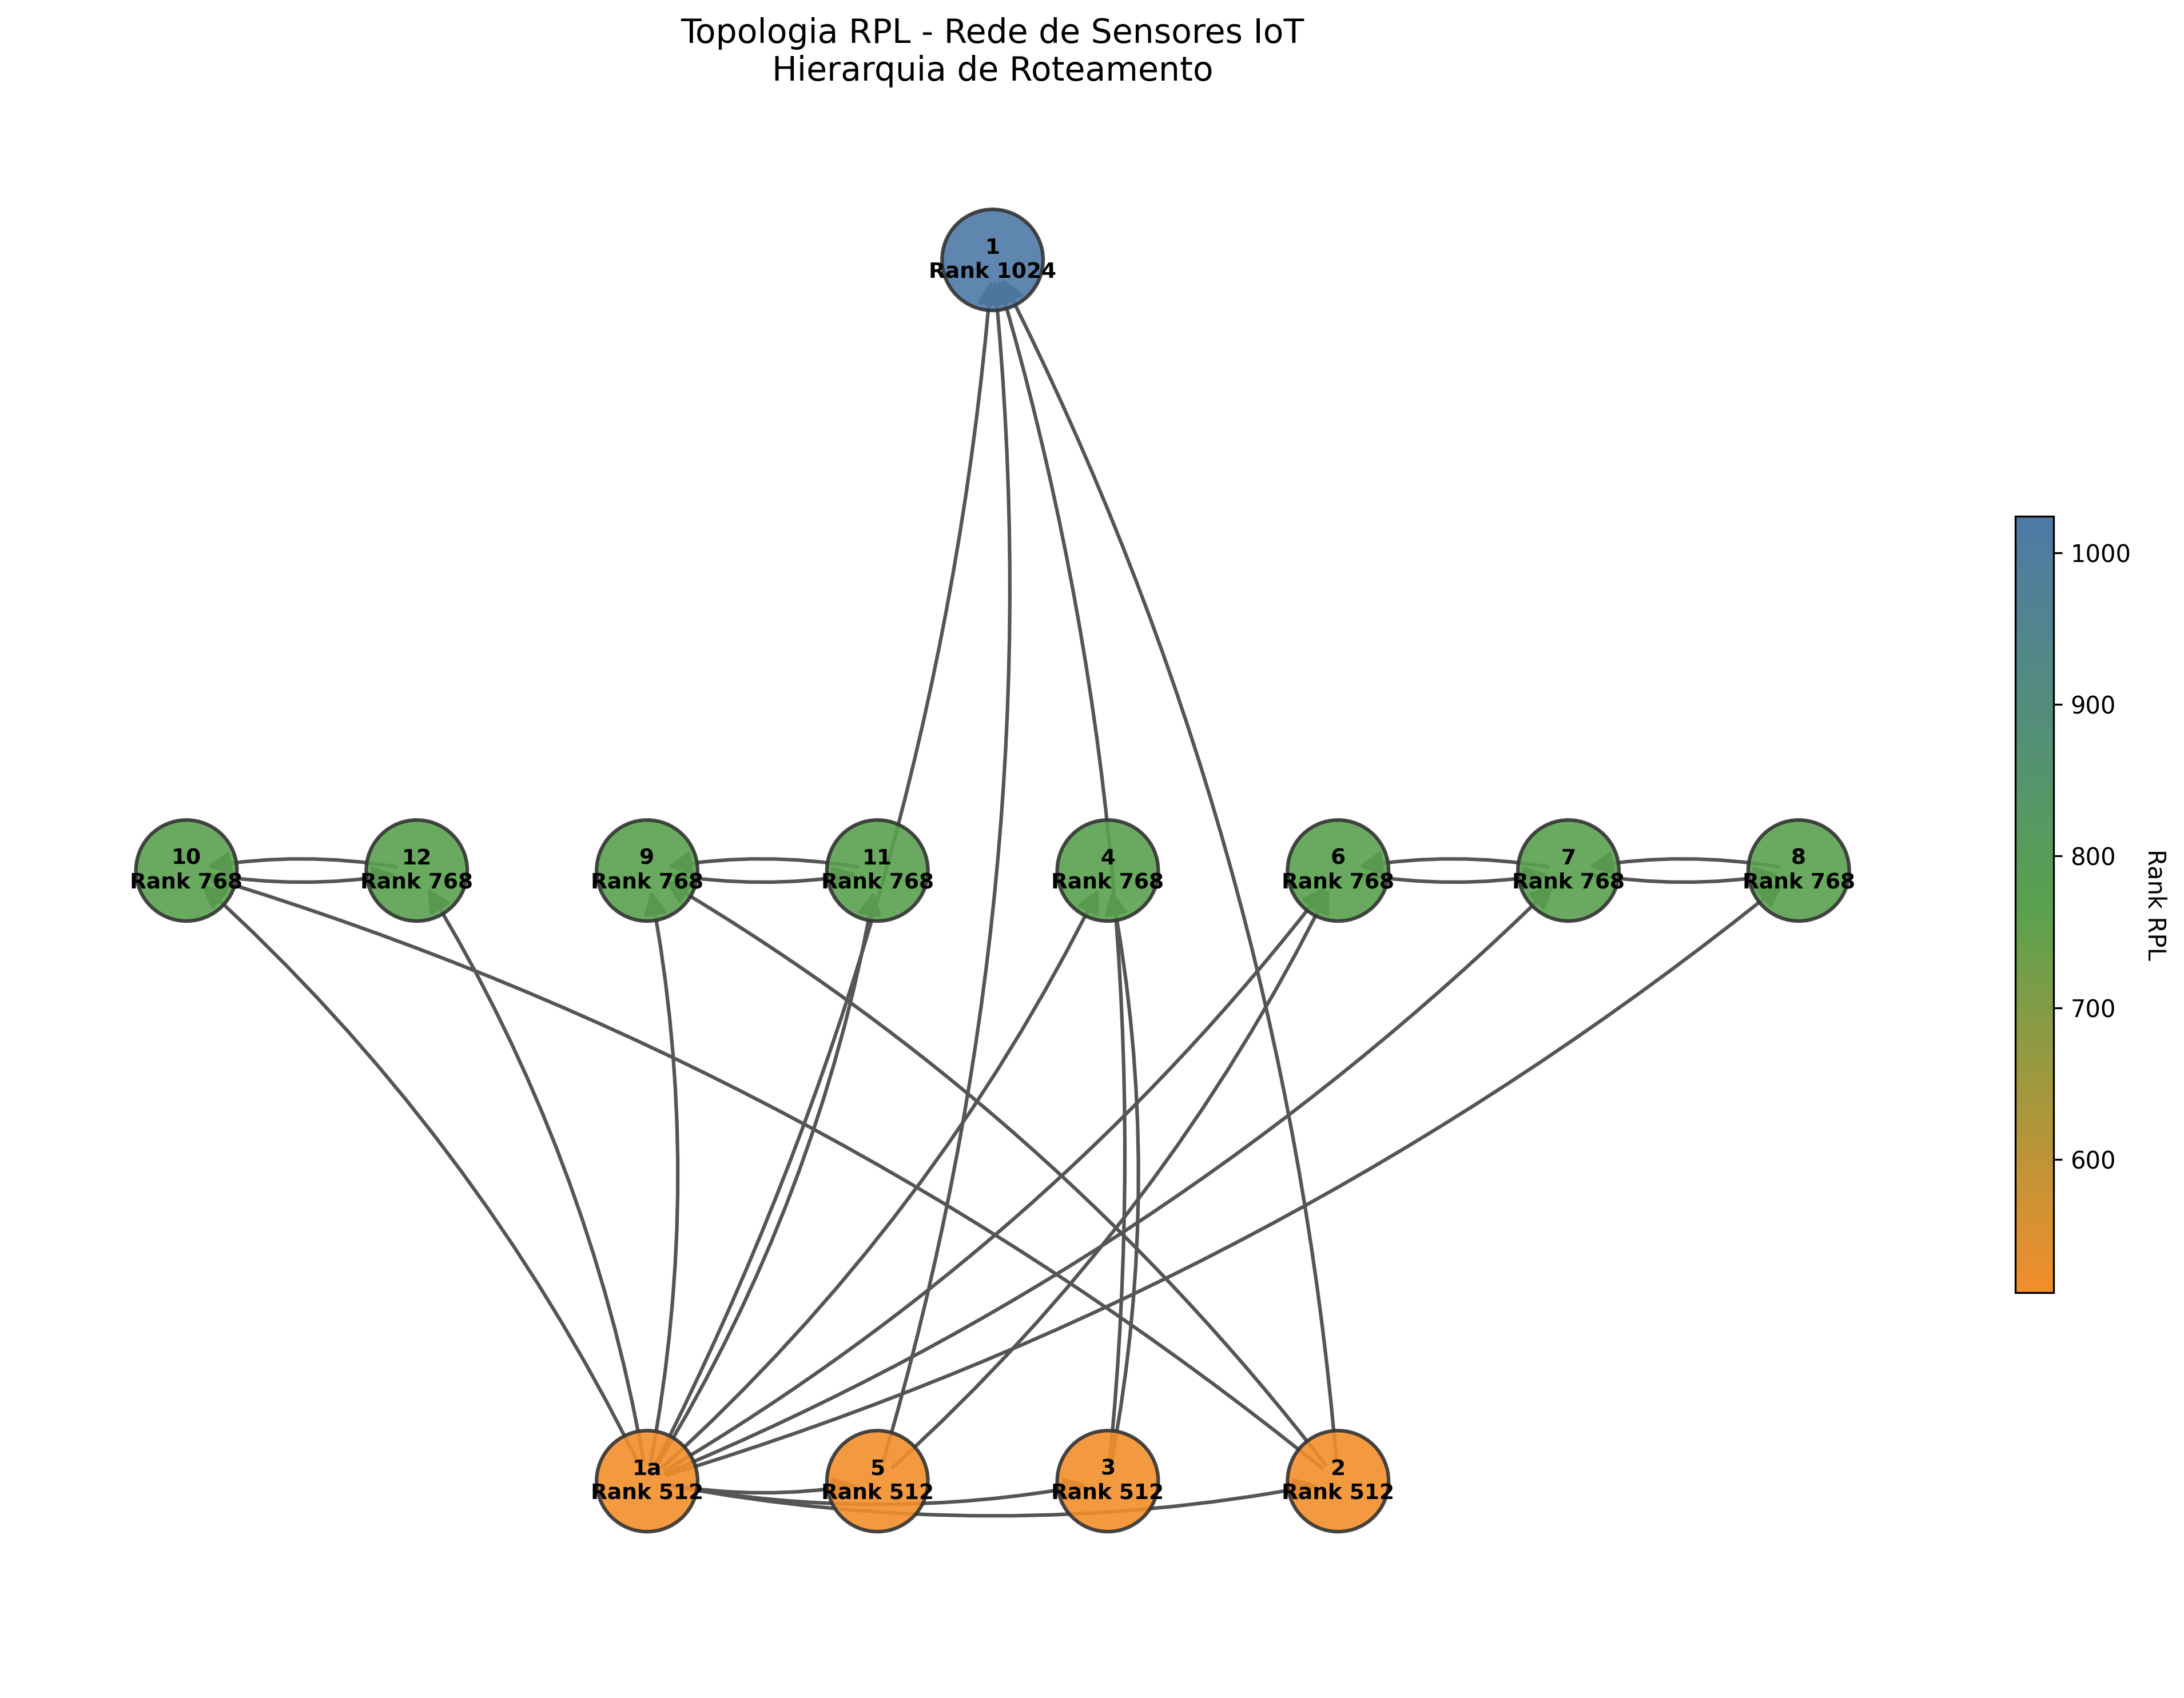 Topologia RPL - Rede de Sensores IoT
Hierarquia de Roteamento
1
Rank 1024
10
Rank 768
12
Rank 768
9
Rank 768
11
Rank 768
4
Rank 768
6
Rank 768
7
Rank 768
8
Rank 768
1a
Rank 512
5
Rank 512
3
Rank 512
2
Rank 512
1000
900
800
700
600
Rank RPL